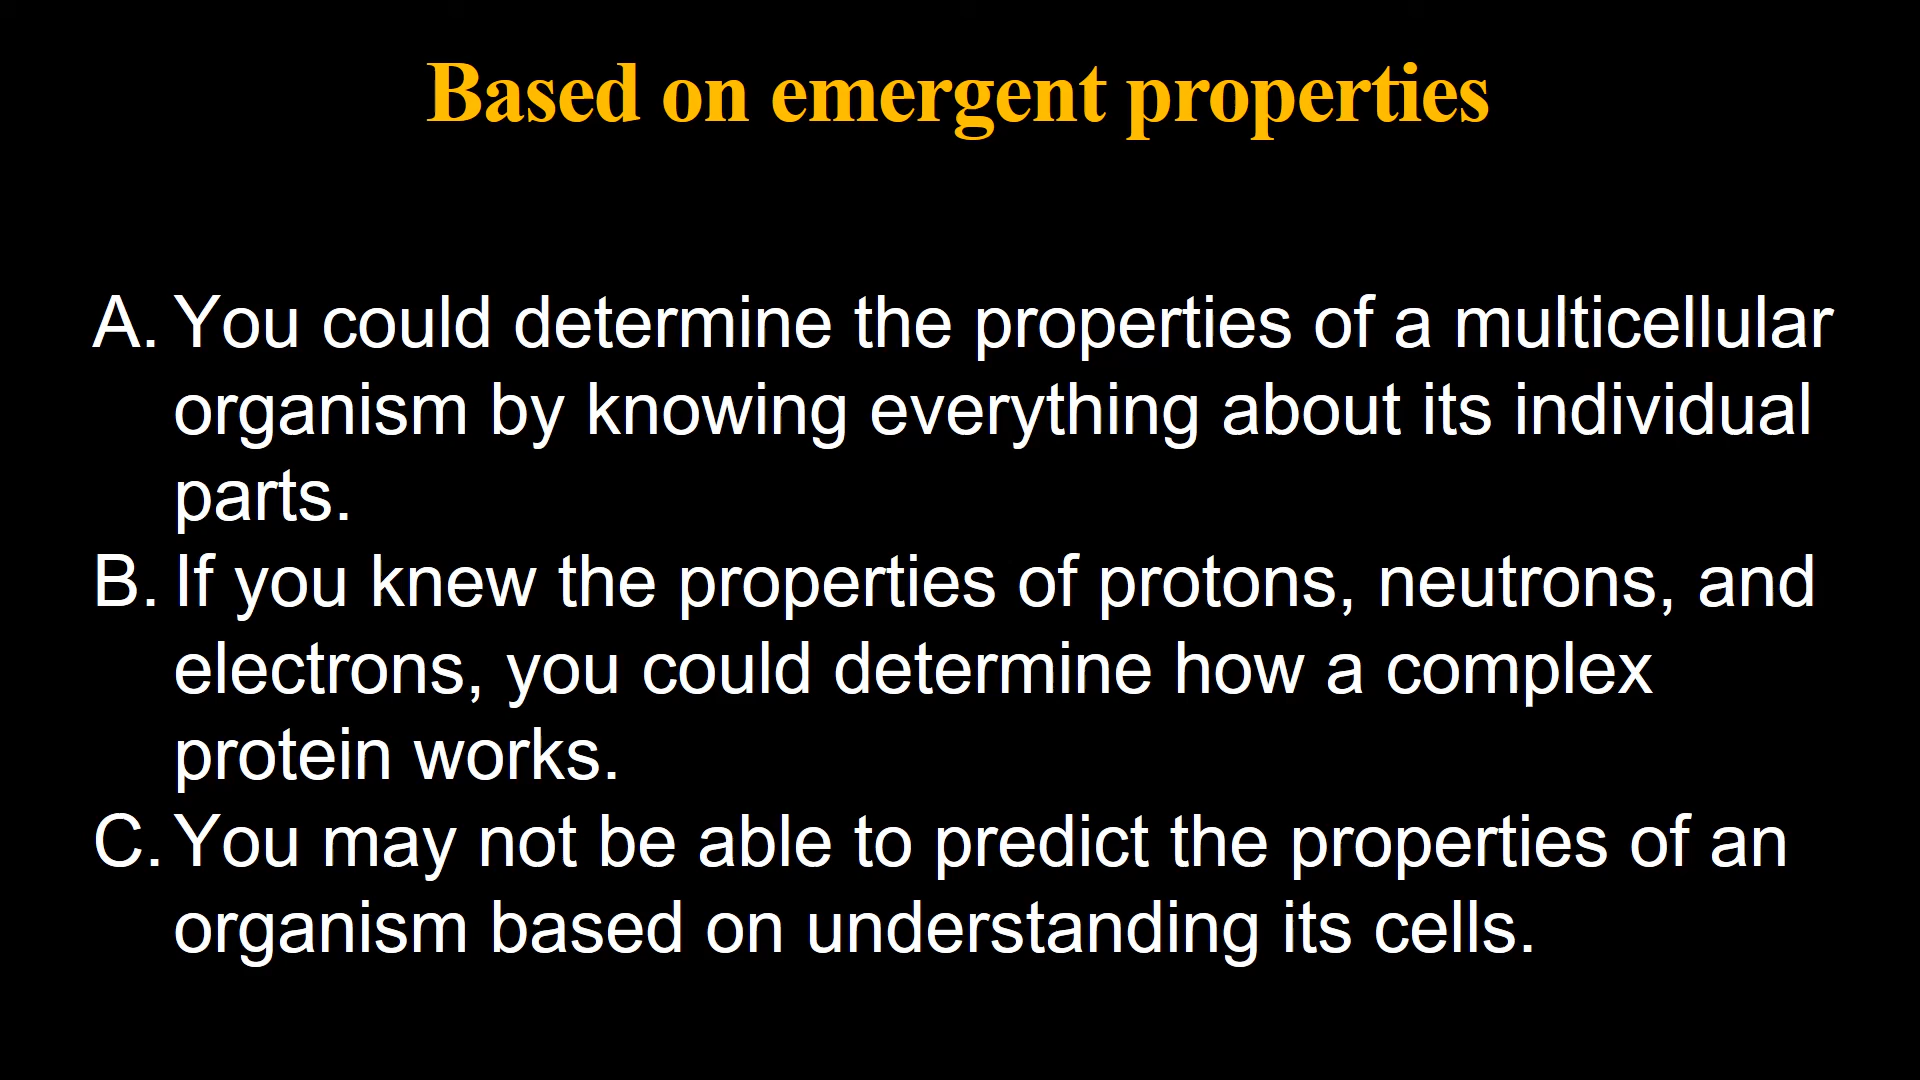 Based on emergent properties
A. You could determine the properties of a multicellular
organism by knowing everything about its individual
parts.
B. If you knew the properties of protons, neutrons, and
electrons, you could determine how a complex
protein works.
C. You may not be able to predict the properties of an
organism based on understanding its cells.